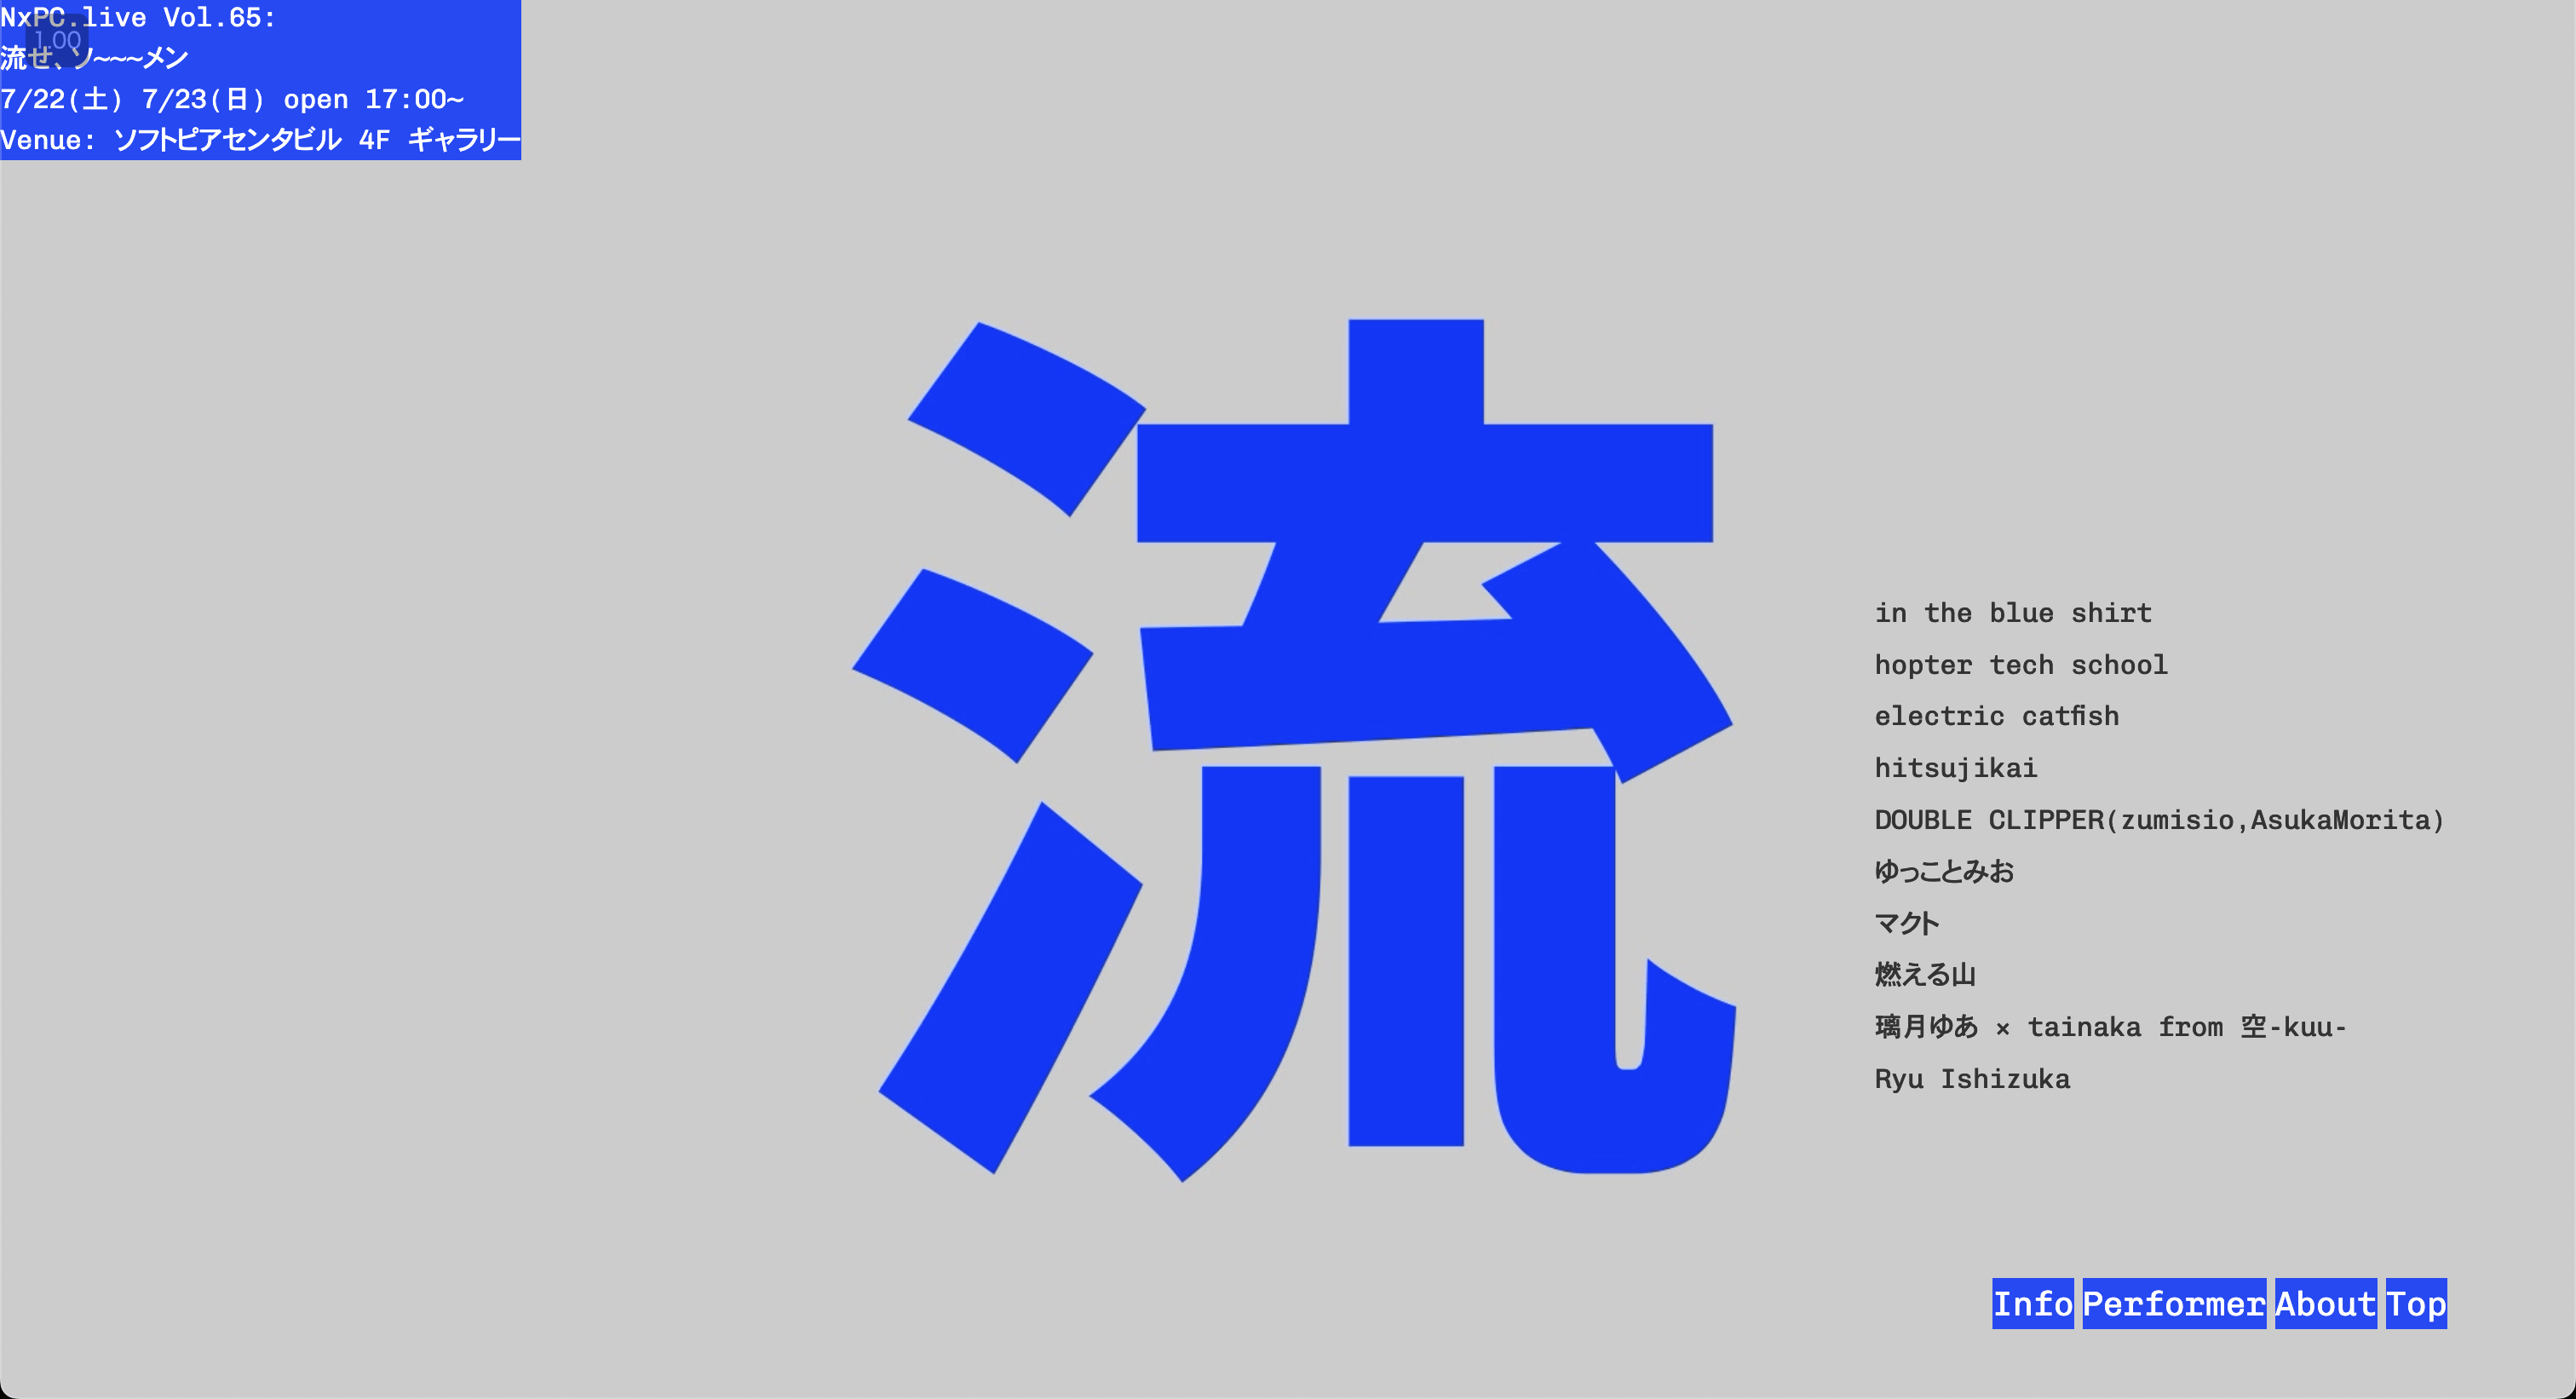 NxPC.live Vol.65:
1.00
流せ、ソ~~~メン
7/22(土) 7/23(日) open 17:00~
Venue: ソフトピアセンタビル 4F ギャラリー
流
in the blue shirt
hopter tech school
electric catfish
hitsujikai
DOUBLE CLIPPER(zumisio,AsukaMorita)
ゆっことみお
マクト
燃える山
璃月ゆあ × tainaka from 空-kuu-
Ryu Ishizuka
Info Performer About Top